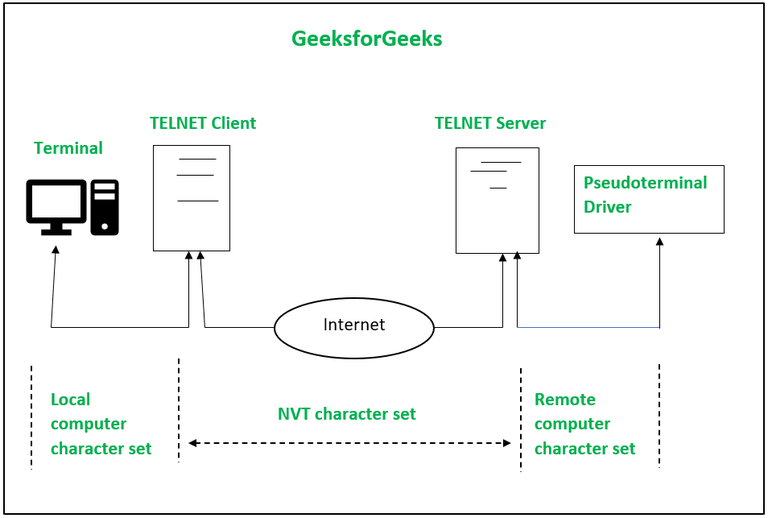 GeeksforGeeks
TELNET Client
TELNET Server
Terminal
Pseudoterminal
Driver
Internet
Local
computer
character set
NVT character set
Remote
computer
character set